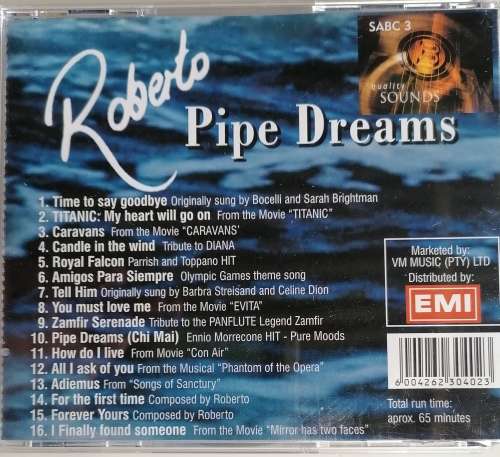 SABC 3
quality
SOUNDS
Roberto
Pipe Dreams
1. Time to say goodbye Originally sung by Bocelli and Sarah Brightman
2. TITANIC: My heart will go on From the Movie "TITANIC"
3. Caravans From the Movie "CARAVANS'
4. Candle in the wind Tribute to DIANA
5. Royal Falcon Parrish and Toppano HIT
6. Amigos Para Siempre Olympic Games theme song
7. Tell Him Originally sung by Barbra Streisand and Celine Dion
8. You must love me From the Movie "EVITA"
9. Zamfir Serenade Tribute to the PANFLUTE Legend Zamfir
10. Pipe Dreams (Chi Mai) Ennio Morrecone HIT - Pure Moods
11. How do I live From the Movie "Con Air"
12. All I ask of you From the Musical "Phantom of the Opera"
13. Adiemus From "Songs of Sanctury"
14. For the first time Composed by Roberto
15. Forever Yours Composed by Roberto
16. I Finally found someone From the Movie "Mirror has two faces"
Marketed by:
VM MUSIC (PTY) LTD
Distributed by:
EMI
6 004262 304023
Total run time:
aprox. 65 minutes